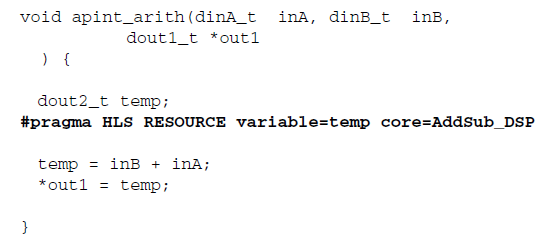 void apint_arith(dinA_t  inA, dinB_t  inB,
          dout1_t *out1
  ) {
  dout2_t temp;
#pragma HLS RESOURCE variable=temp core=AddSub_DSP
  temp = inB + inA;
  *out1 = temp;
}